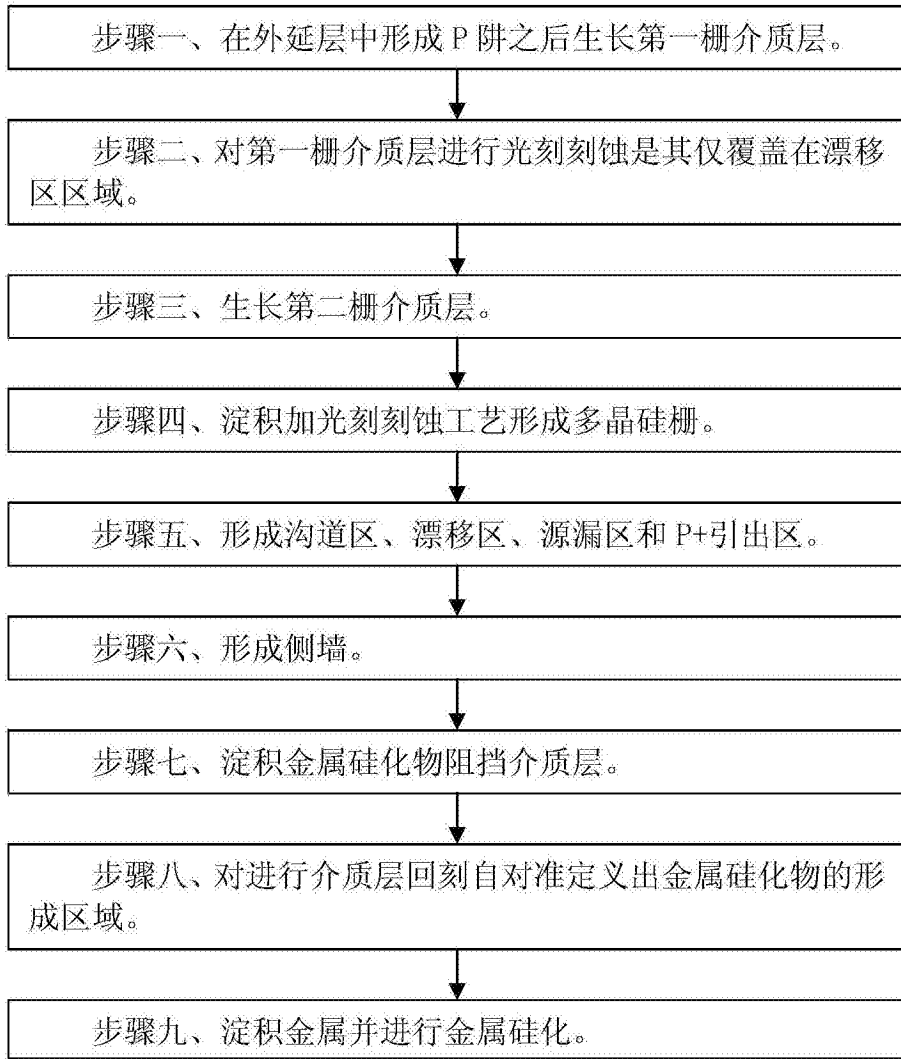 步骤一、在外延层中形成P阱之后生长第一栅介质层。
步骤二、对第一栅介质层进行光刻刻蚀是其仅覆盖在漂移
区区域。
步骤三、生长第二栅介质层。
步骤四、淀积加光刻刻蚀工艺形成多晶硅栅。
步骤五、形成沟道区、漂移区、源漏区和P+引出区。
步骤六、形成侧墙。
步骤七、淀积金属硅化物阻挡介质层。
步骤八、对进行介质层回刻自对准定义出金属硅化物的形
成区域。
步骤九、淀积金属并进行金属硅化。